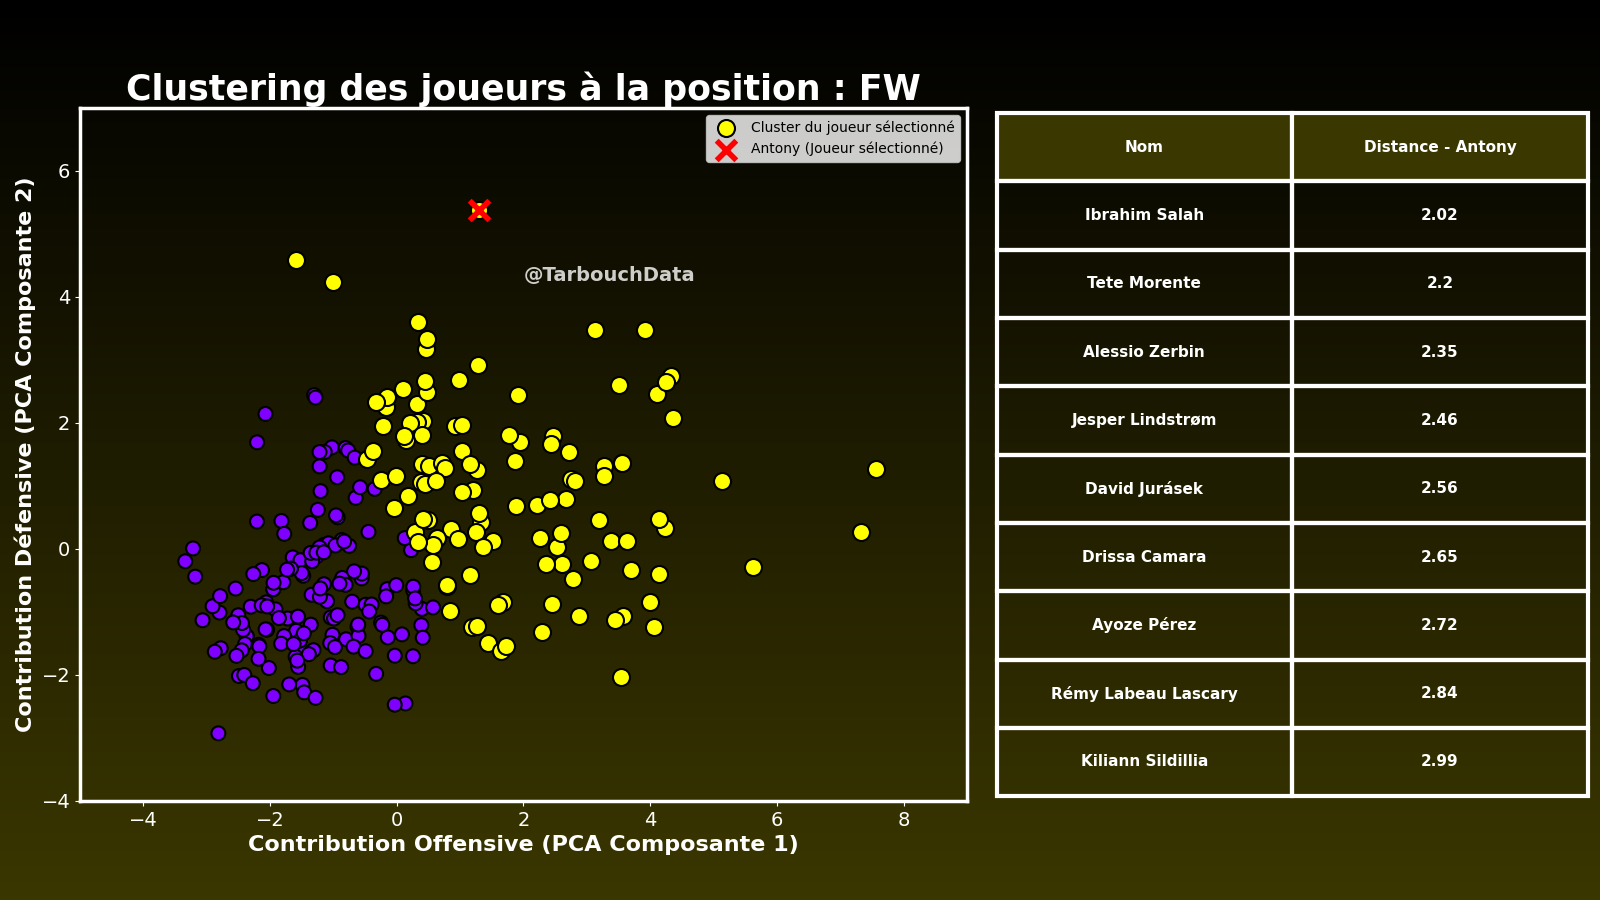 Clustering des joueurs à la position : FW
Cluster du joueur sélectionné
Antony (Joueur sélectionné)
@TarbouchData
Contribution Défensive (PCA Composante 2)
6
4
2
0
−2
−4
−4 −2 0 2 4 6 8
Contribution Offensive (PCA Composante 1)
Nom Distance - Antony
Ibrahim Salah 2.02
Tete Morente 2.2
Alessio Zerbin 2.35
Jesper Lindstrøm 2.46
David Jurásek 2.56
Drissa Camara 2.65
Ayoze Pérez 2.72
Rémy Labeau Lascary 2.84
Kiliann Sildillia 2.99